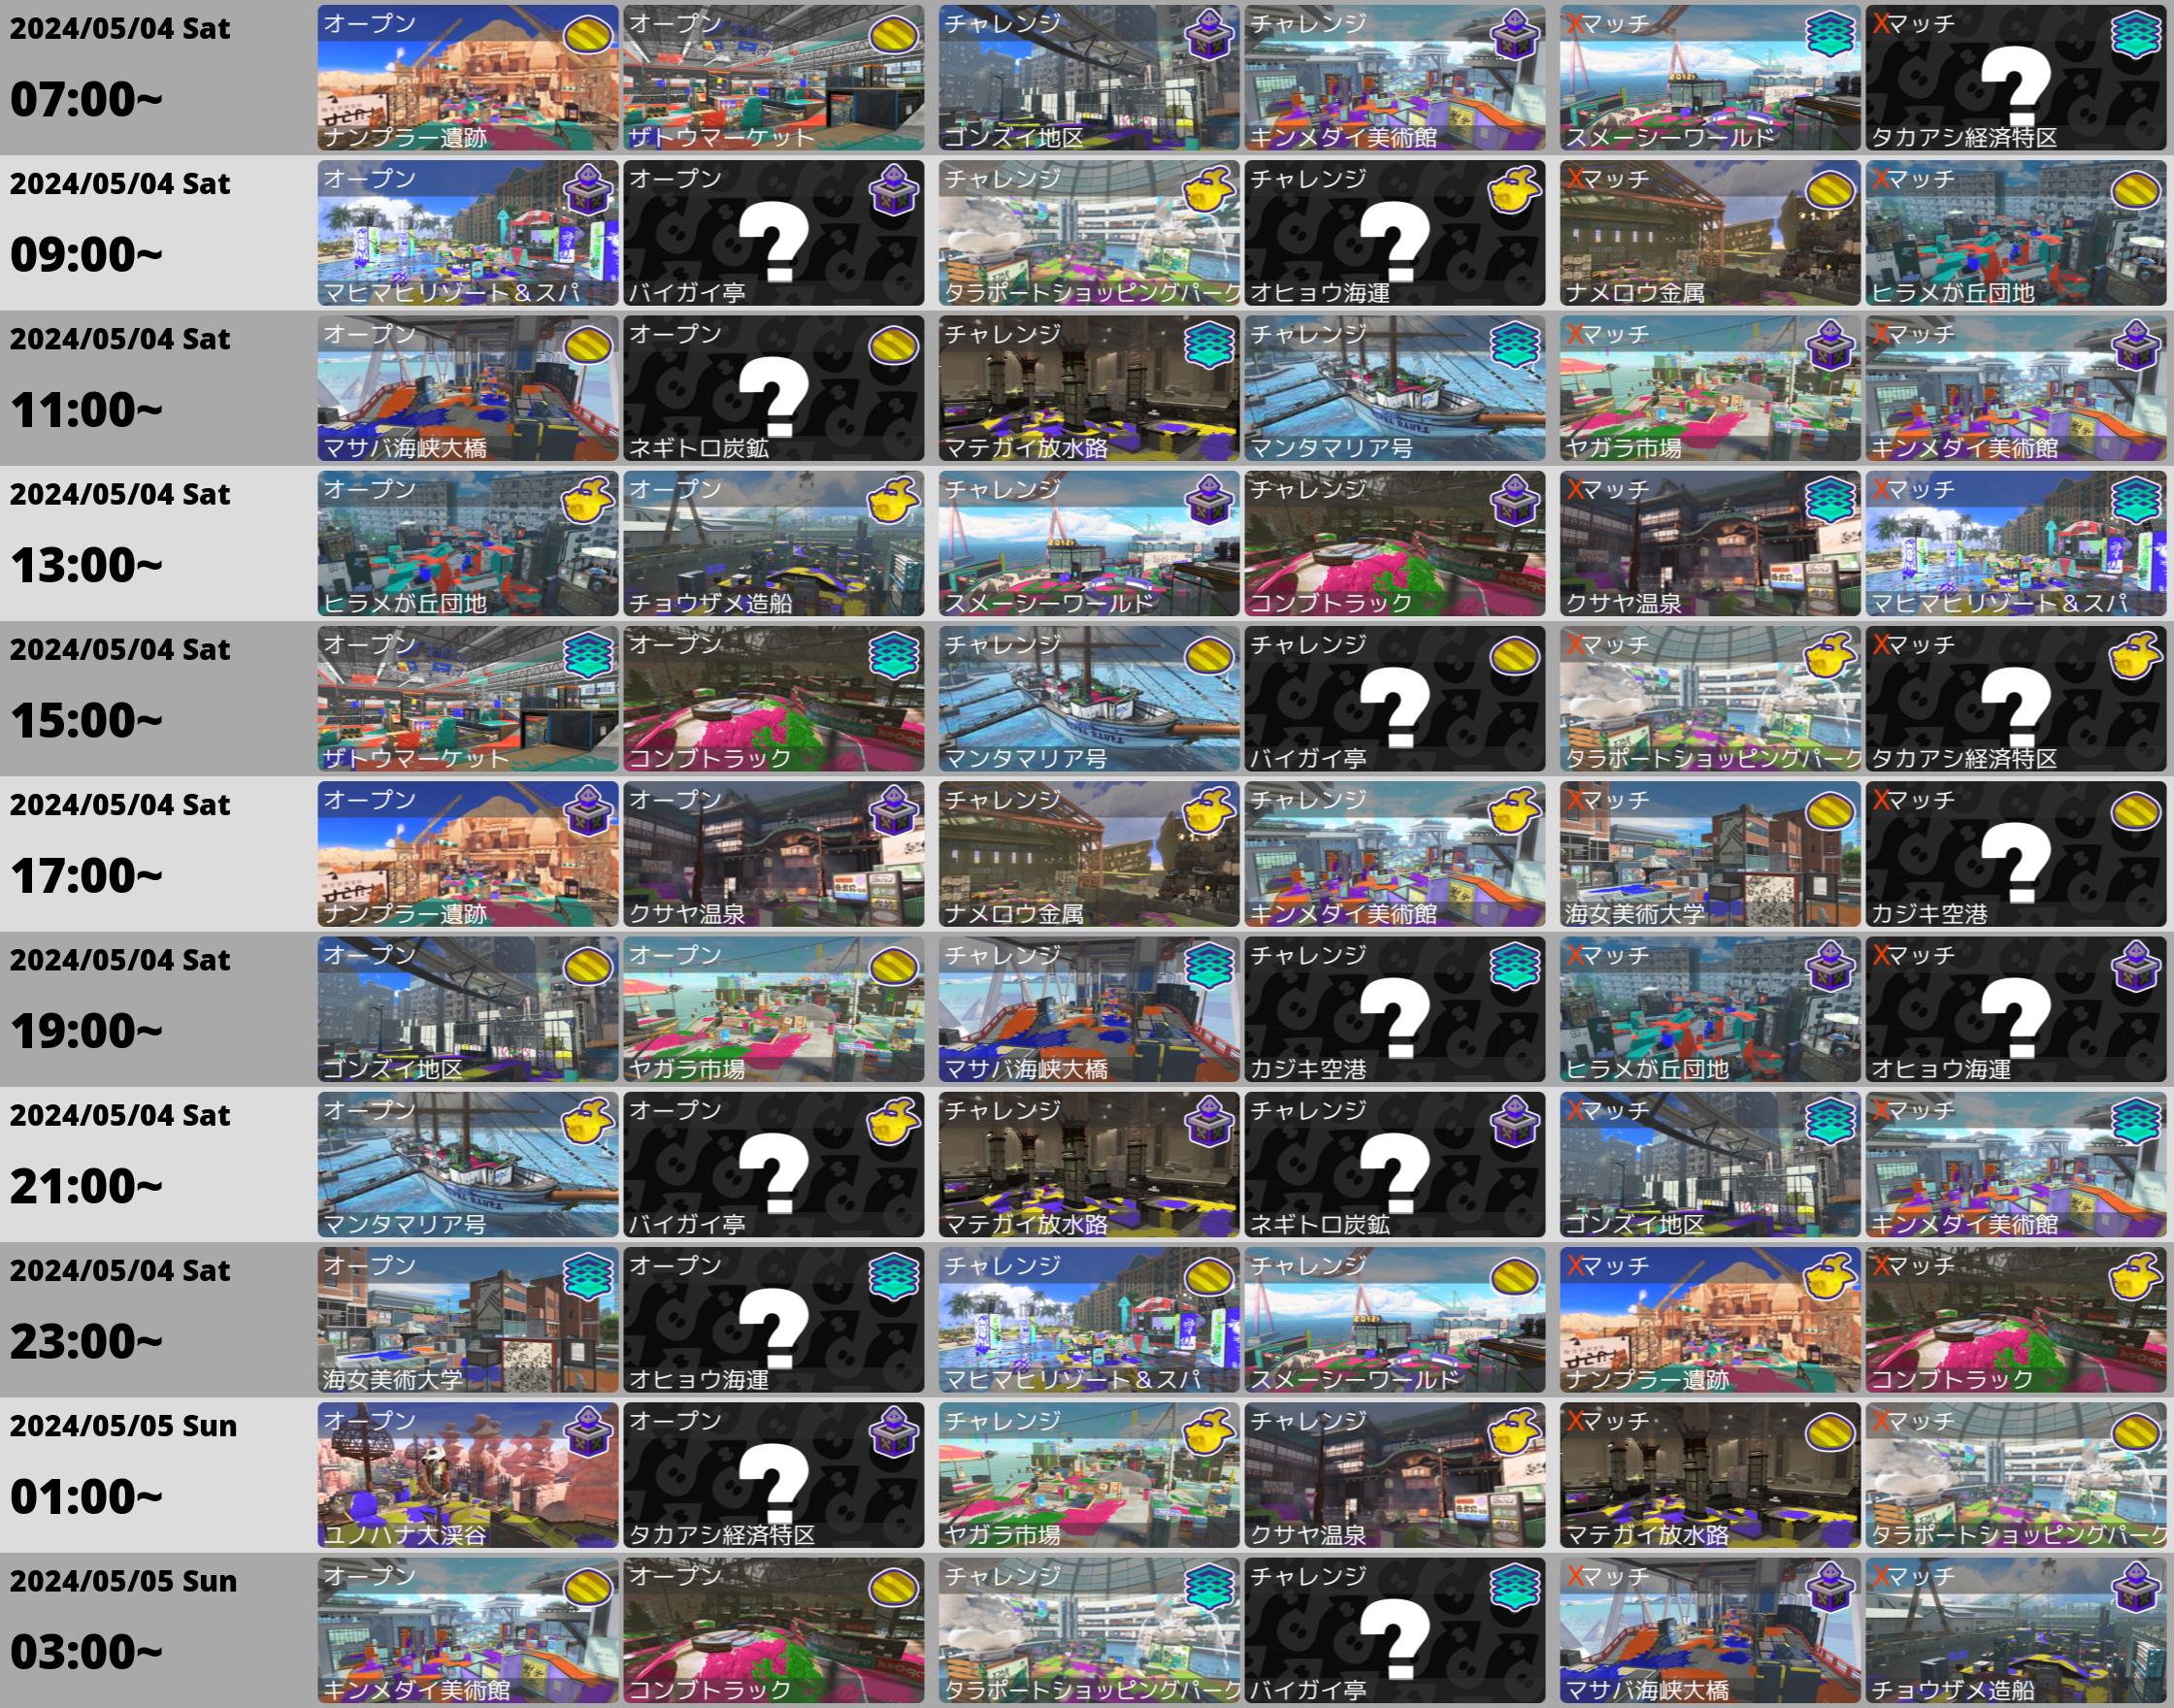 2024/05/04 Sat
07:00~
オープン
ナンプラー遺跡
オープン
ザトウマーケット
チャレンジ
ゴンズイ地区
チャレンジ
キンメダイ美術館
Xマッチ
スメーシーワールド
Xマッチ
?
タカアシ経済特区
2024/05/04 Sat
09:00~
オープン
マヒマヒリゾート&スパ
オープン
?
バイガイ亭
チャレンジ
タラポートショッピングパーク
チャレンジ
?
オヒョウ海運
Xマッチ
ナメロウ金属
Xマッチ
ヒラメが丘団地
2024/05/04 Sat
11:00~
オープン
マサバ海峡大橋
オープン
?
ネギトロ炭鉱
チャレンジ
マテガイ放水路
チャレンジ
マンタマリア号
Xマッチ
ヤガラ市場
Xマッチ
キンメダイ美術館
2024/05/04 Sat
13:00~
オープン
ヒラメが丘団地
オープン
チョウザメ造船
チャレンジ
スメーシーワールド
チャレンジ
コンブトラック
Xマッチ
クサヤ温泉
Xマッチ
マヒマヒリゾート&スパ
2024/05/04 Sat
15:00~
オープン
ザトウマーケット
オープン
コンブトラック
チャレンジ
マンタマリア号
チャレンジ
?
バイガイ亭
Xマッチ
タラポートショッピングパーク
Xマッチ
?
タカアシ経済特区
2024/05/04 Sat
17:00~
オープン
ナンプラー遺跡
オープン
クサヤ温泉
チャレンジ
ナメロウ金属
チャレンジ
キンメダイ美術館
Xマッチ
海女美術大学
Xマッチ
?
カジキ空港
2024/05/04 Sat
19:00~
オープン
ゴンズイ地区
オープン
ヤガラ市場
チャレンジ
マサバ海峡大橋
チャレンジ
?
カジキ空港
Xマッチ
ヒラメが丘団地
Xマッチ
?
オヒョウ海運
2024/05/04 Sat
21:00~
オープン
マンタマリア号
オープン
?
バイガイ亭
チャレンジ
マテガイ放水路
チャレンジ
?
ネギトロ炭鉱
Xマッチ
ゴンズイ地区
Xマッチ
キンメダイ美術館
2024/05/04 Sat
23:00~
オープン
海女美術大学
オープン
?
オヒョウ海運
チャレンジ
マヒマヒリゾート&スパ
チャレンジ
スメーシーワールド
Xマッチ
ナンプラー遺跡
Xマッチ
コンブトラック
2024/05/05 Sun
01:00~
オープン
ユノハナ大渓谷
オープン
?
タカアシ経済特区
チャレンジ
ヤガラ市場
チャレンジ
クサヤ温泉
Xマッチ
マテガイ放水路
Xマッチ
タラポートショッピングパーク
2024/05/05 Sun
03:00~
オープン
キンメダイ美術館
オープン
コンブトラック
チャレンジ
タラポートショッピングパーク
チャレンジ
?
バイガイ亭
Xマッチ
マサバ海峡大橋
Xマッチ
チョウザメ造船